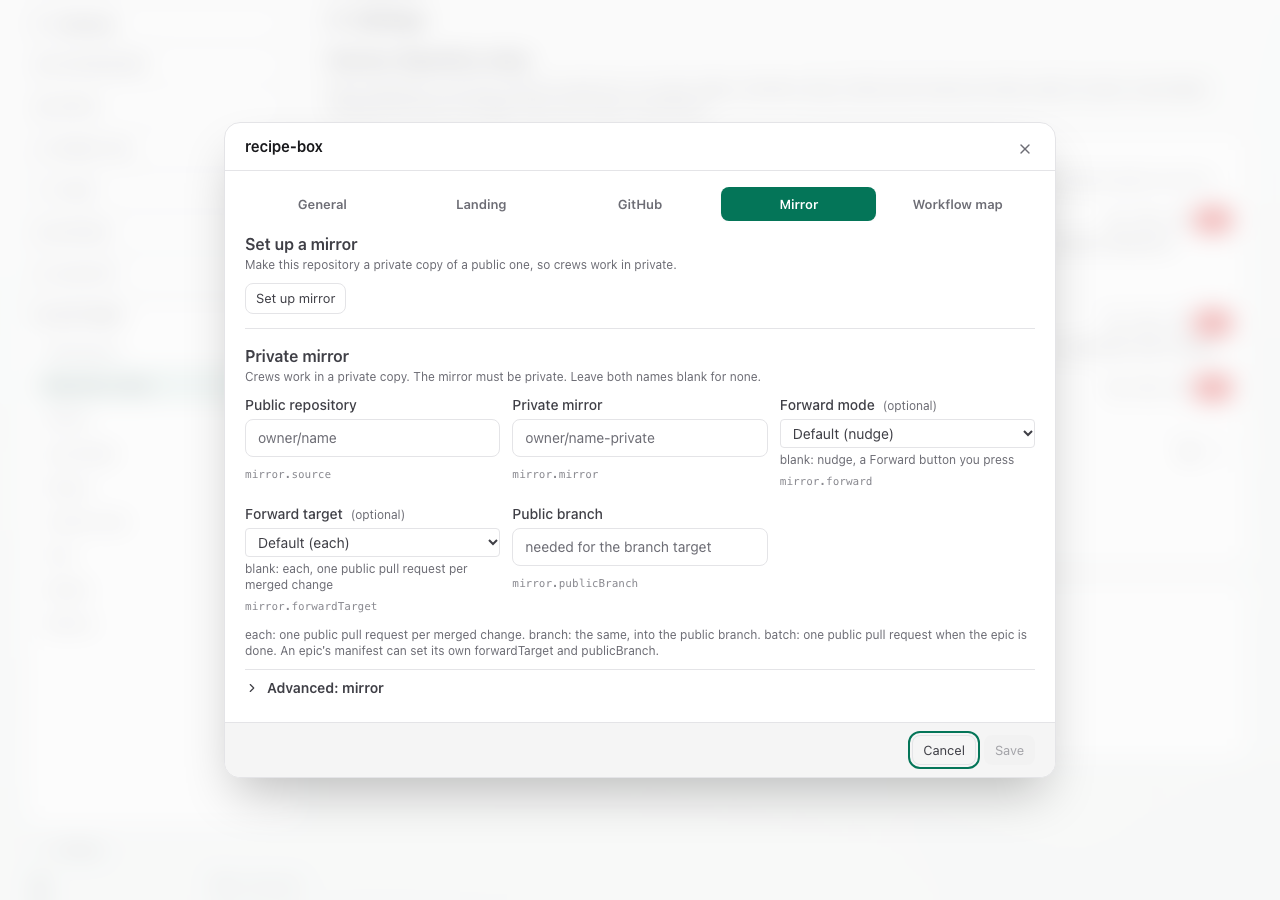 recipe-box
General
Landing
GitHub
Mirror
Workflow map
Set up a mirror
Make this repository a private copy of a public one, so crews work in private.
Set up mirror
Private mirror
Crews work in a private copy. The mirror must be private. Leave both names blank for none.
Public repository
Private mirror
Forward mode (optional)
owner/name
owner/name-private
Default (nudge)
blank: nudge, a Forward button you press
mirror.source
mirror.mirror
mirror.forward
Forward target (optional)
Public branch
Default (each)
needed for the branch target
blank: each, one public pull request per
merged change
mirror.publicBranch
mirror.forwardTarget
each: one public pull request per merged change. branch: the same, into the public branch. batch: one public pull request when the epic is
done. An epic's manifest can set its own forwardTarget and publicBranch.
Advanced: mirror
Cancel
Save